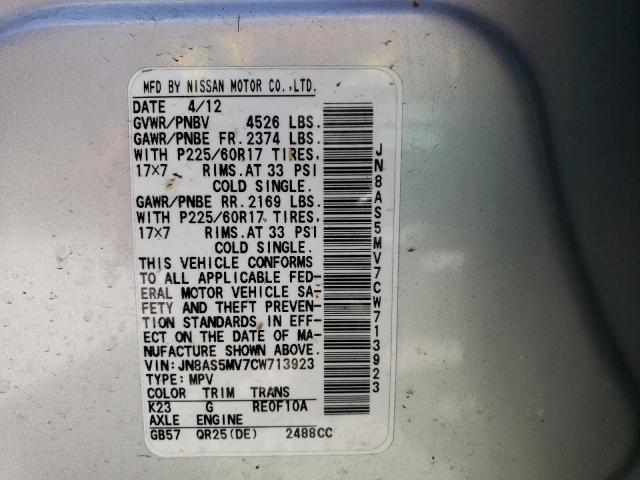 MFD BY NISSAN MOTOR CO.,LTD.
DATE 4/12
GVWR/PNBV 4526 LBS.
GAWR/PNBE FR. 2374 LBS.
WITH P225/60R17 TIRES,
17×7 RIMS.AT 33 PSI
COLD SINGLE.
GAWR/PNBE RR. 2169 LBS.
WITH P225/60R17 TIRES,
17×7 RIMS.AT 33 PSI
COLD SINGLE.
THIS VEHICLE CONFORMS
TO ALL APPLICABLE FED-
ERAL MOTOR VEHICLE SA-
FETY AND THEFT PREVEN-
TION STANDARDS IN EFF-
ECT ON THE DATE OF MA-
NUFACTURE SHOWN ABOVE.
VIN:JN8AS5MV7CW713923
TYPE:MPV
COLOR TRIM TRANS
K23 G RE0F10A
AXLE ENGINE
GB57 QR25(DE) 2488CC
JN8AS5MV7CW713923